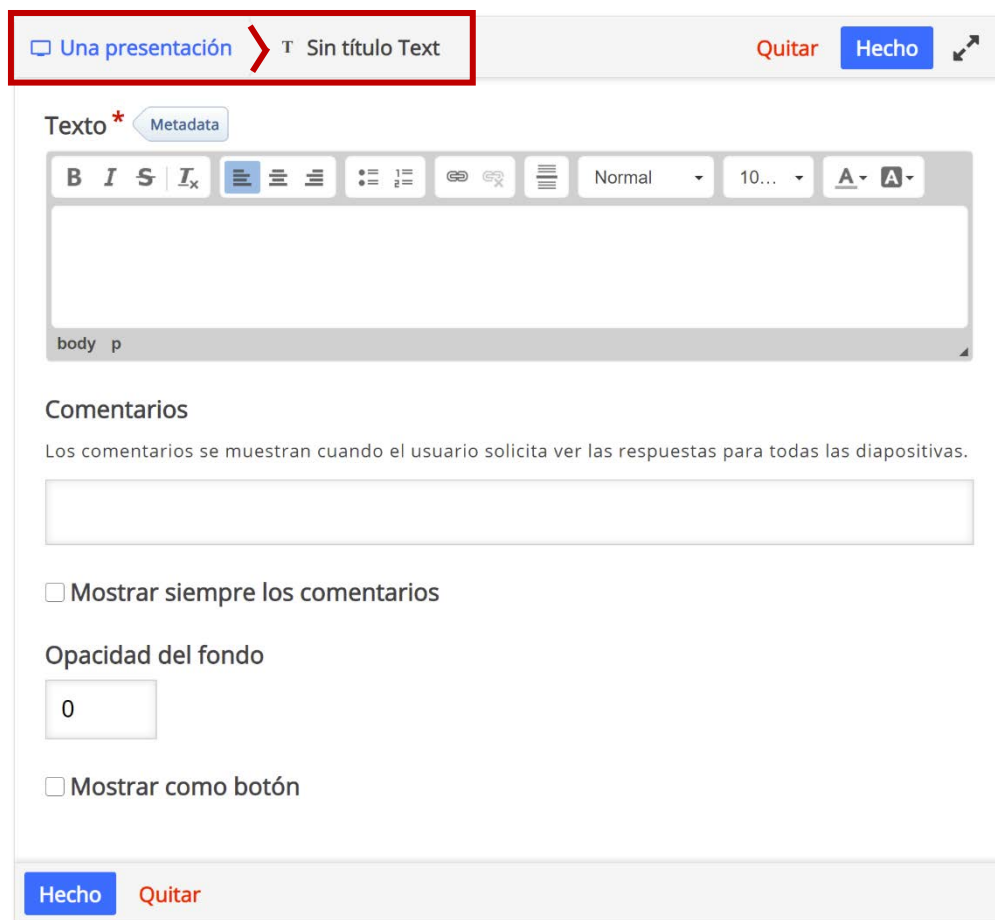 Una presentación T Sin título Text Quitar Hecho
Texto * Metadata
B I S Tx Normal 10... A A
body p
Comentarios
Los comentarios se muestran cuando el usuario solicita ver las respuestas para todas las diapositivas.
Mostrar siempre los comentarios
Opacidad del fondo
0
Mostrar como botón
Hecho Quitar